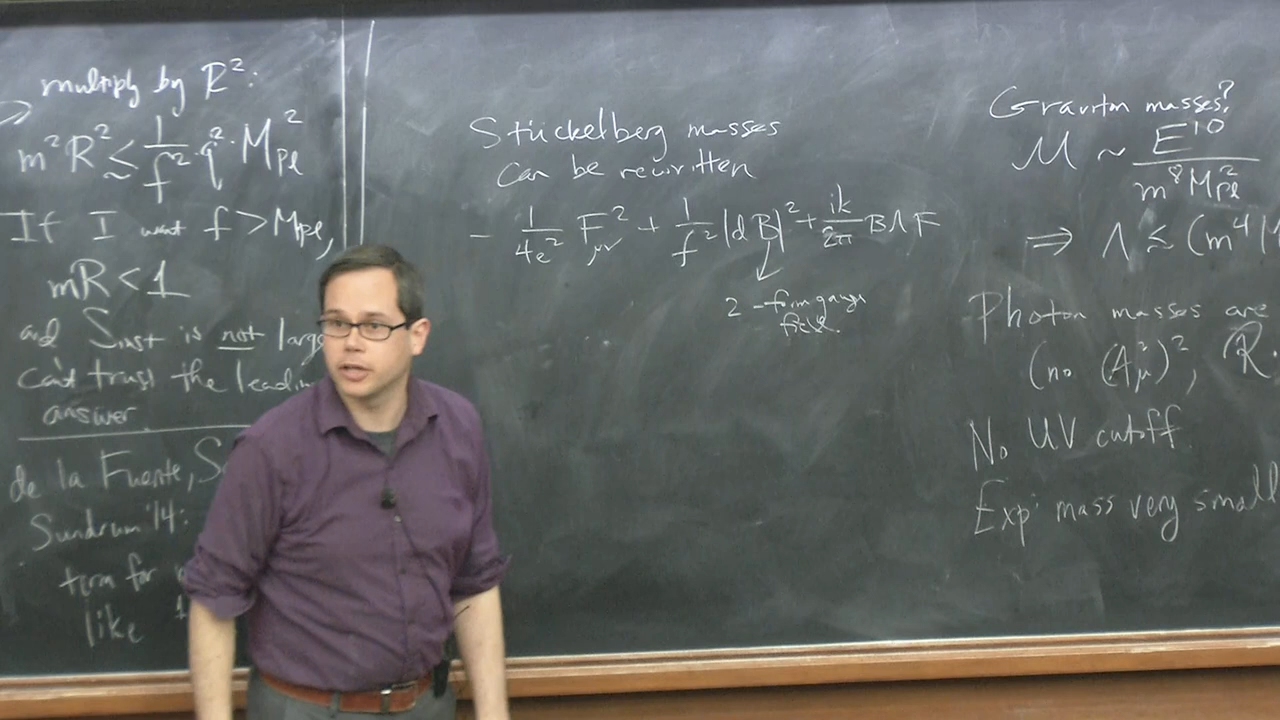 multiply by R²:
m²R² ≲ 1/f² · q² · M_Pl²
If I want f > M_Pl,
mR < 1
and S_inst is not large
can't trust the leadin
answer.
de la Fuente, S
Sundrum '14:
term for
like
Stückelberg masses
can be rewritten
- 1/4e² F_μν² + 1/f² |dB|² + ik/2π B∧F
2-form gauge
field.
Graviton masses?
M ~ E¹⁰/m⁸M_Pl²
⇒ Λ ≲ (m⁴
Photon masses are
(no (A_μ²)², R
No UV cutoff
Exp: mass very small